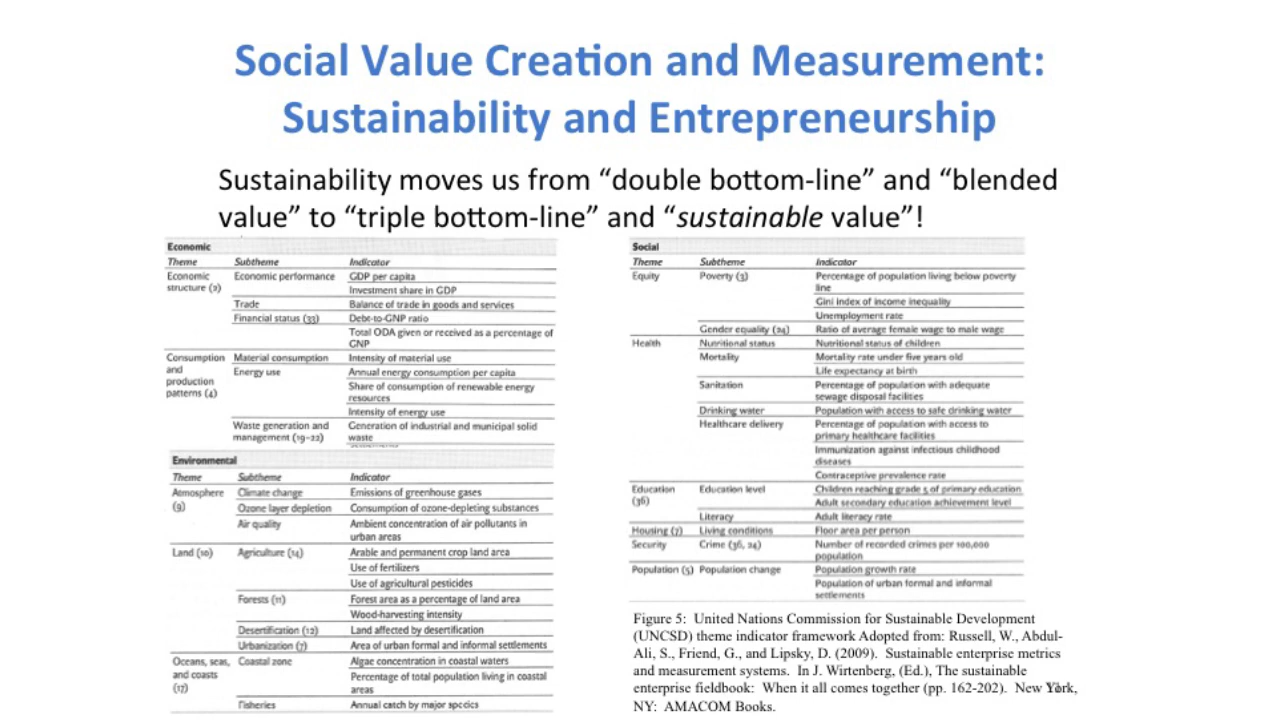 Social Value Creation and Measurement:
Sustainability and Entrepreneurship
Sustainability moves us from “double bottom-line” and “blended
value” to “triple bottom-line” and “sustainable value”!
Economic
Theme Subtheme Indicator
Economic structure (2) Economic performance GDP per capita
Investment share in GDP
Trade Balance of trade in goods and services
Financial status (33) Debt-to-GNP ratio
Total ODA given or received as a percentage of
GNP
Consumption and production patterns (4) Material consumption Intensity of material use
Energy use Annual energy consumption per capita
Share of consumption of renewable energy
resources
Intensity of energy use
Waste generation and management (19–22) Generation of industrial and municipal solid
waste
Environmental
Theme Subtheme Indicator
Atmosphere (9) Climate change Emissions of greenhouse gases
Ozone layer depletion Consumption of ozone-depleting substances
Air quality Ambient concentration of air pollutants in
urban areas
Land (10) Agriculture (14) Arable and permanent crop land area
Use of fertilizers
Use of agricultural pesticides
Forests (11) Forest area as a percentage of land area
Wood-harvesting intensity
Desertification (12) Land affected by desertification
Urbanization (7) Area of urban formal and informal settlements
Oceans, seas, and coasts (17) Coastal zone Algae concentration in coastal waters
Percentage of total population living in coastal
areas
Fisheries Annual catch by major species
Social
Theme Subtheme Indicator
Equity Poverty (3) Percentage of population living below poverty
line
Gini index of income inequality
Unemployment rate
Gender equality (24) Ratio of average female wage to male wage
Health Nutritional status Nutritional status of children
Mortality Mortality rate under five years old
Life expectancy at birth
Sanitation Percentage of population with adequate
sewage disposal facilities
Drinking water Population with access to safe drinking water
Healthcare delivery Percentage of population with access to
primary healthcare facilities
Immunization against infectious childhood
diseases
Contraceptive prevalence rate
Education (36) Education level Children reaching grade 5 of primary education
Adult secondary education achievement level
Literacy Adult literacy rate
Housing (7) Living conditions Floor area per person
Security Crime (36, 24) Number of recorded crimes per 100,000
population
Population (5) Population change Population growth rate
Population of urban formal and informal
settlements
Figure 5: United Nations Commission for Sustainable Development
(UNCSD) theme indicator framework Adopted from: Russell, W., Abdul-
Ali, S., Friend, G., and Lipsky, D. (2009). Sustainable enterprise metrics
and measurement systems. In J. Wirtenberg, (Ed.), The sustainable
enterprise fieldbook: When it all comes together (pp. 162-202). New York,
NY: AMACOM Books.